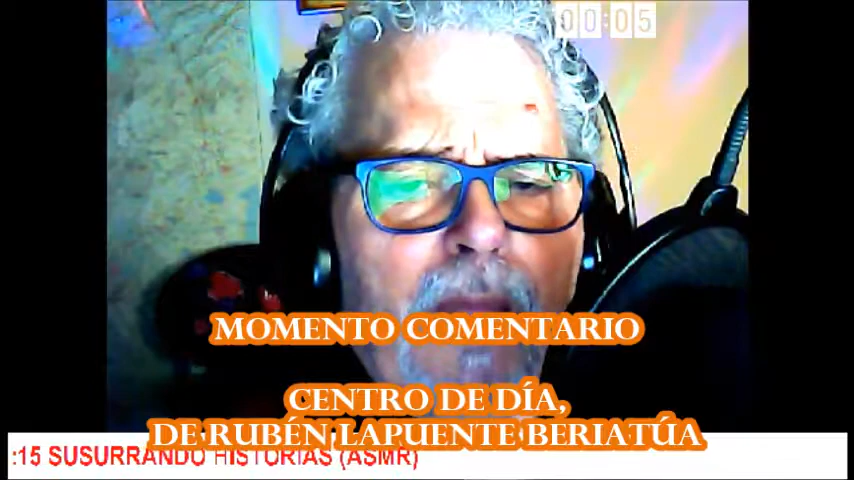 00:05
MOMENTO COMENTARIO
CENTRO DE DÍA,
DE RUBÉN LAPUENTE BERIATÚA
:15 SUSURRANDO HISTORIAS (ASMR)